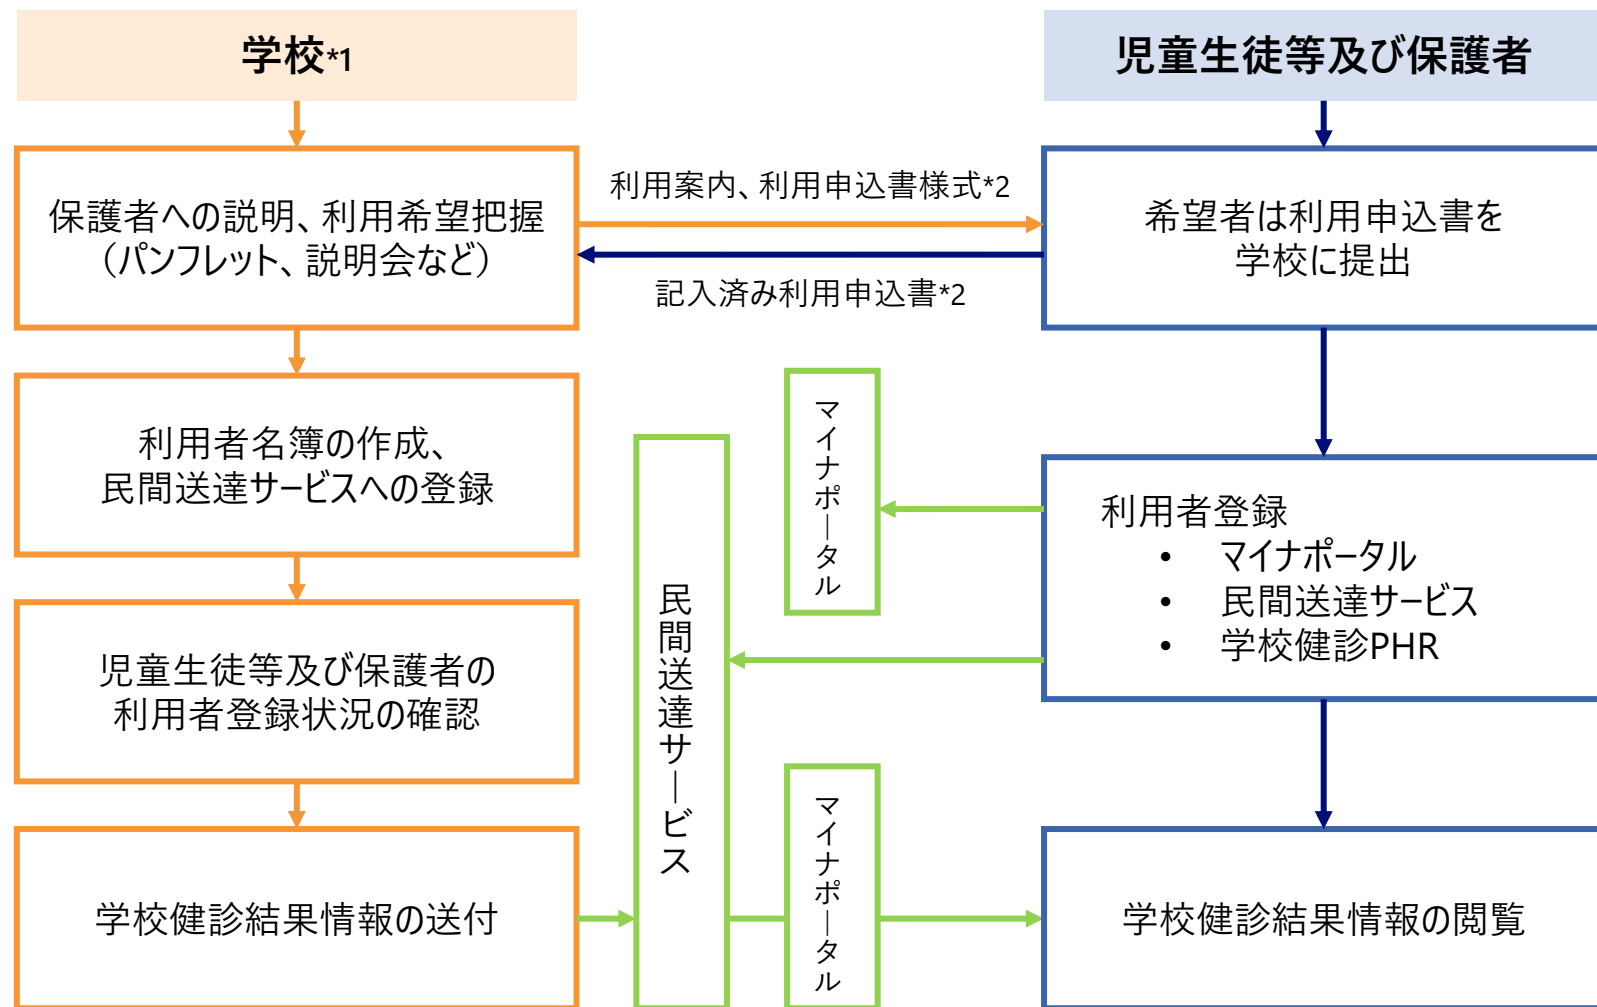 学校*1
児童生徒等及び保護者
保護者への説明、利用希望把握
（パンフレット、説明会など）
利用案内、利用申込書様式*2
記入済み利用申込書*2
希望者は利用申込書を
学校に提出
利用者名簿の作成、
民間送達サービスへの登録
マイナポータル
利用者登録
• マイナポータル
• 民間送達サービス
• 学校健診PHR
民間送達サービス
児童生徒等及び保護者の
利用者登録状況の確認
学校健診結果情報の送付
マイナポータル
学校健診結果情報の閲覧